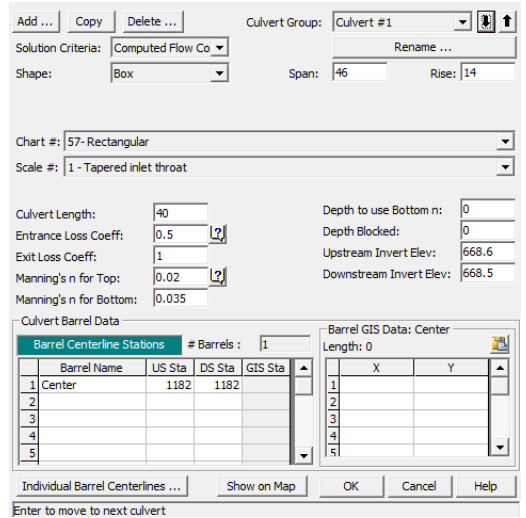 Add ... Copy Delete ... Culvert Group: Culvert #1
Solution Criteria: Computed Flow Co Rename ...
Shape: Box Span: 46 Rise: 14
Chart #: 57- Rectangular
Scale #: 1 - Tapered inlet throat
Culvert Length: 40 Depth to use Bottom n: 0
Entrance Loss Coeff: 0.5 Depth Blocked: 0
Exit Loss Coeff: 1 Upstream Invert Elev: 668.6
Manning's n for Top: 0.02 Downstream Invert Elev: 668.5
Manning's n for Bottom: 0.035
Culvert Barrel Data Barrel GIS Data: Center
Barrel Centerline Stations # Barrels : 1 Length: 0
Barrel Name US Sta DS Sta GIS Sta X Y
1 Center 1182 1182 1
2 2
3 3
4 4
5 5
Individual Barrel Centerlines ... Show on Map OK Cancel Help
Enter to move to next culvert